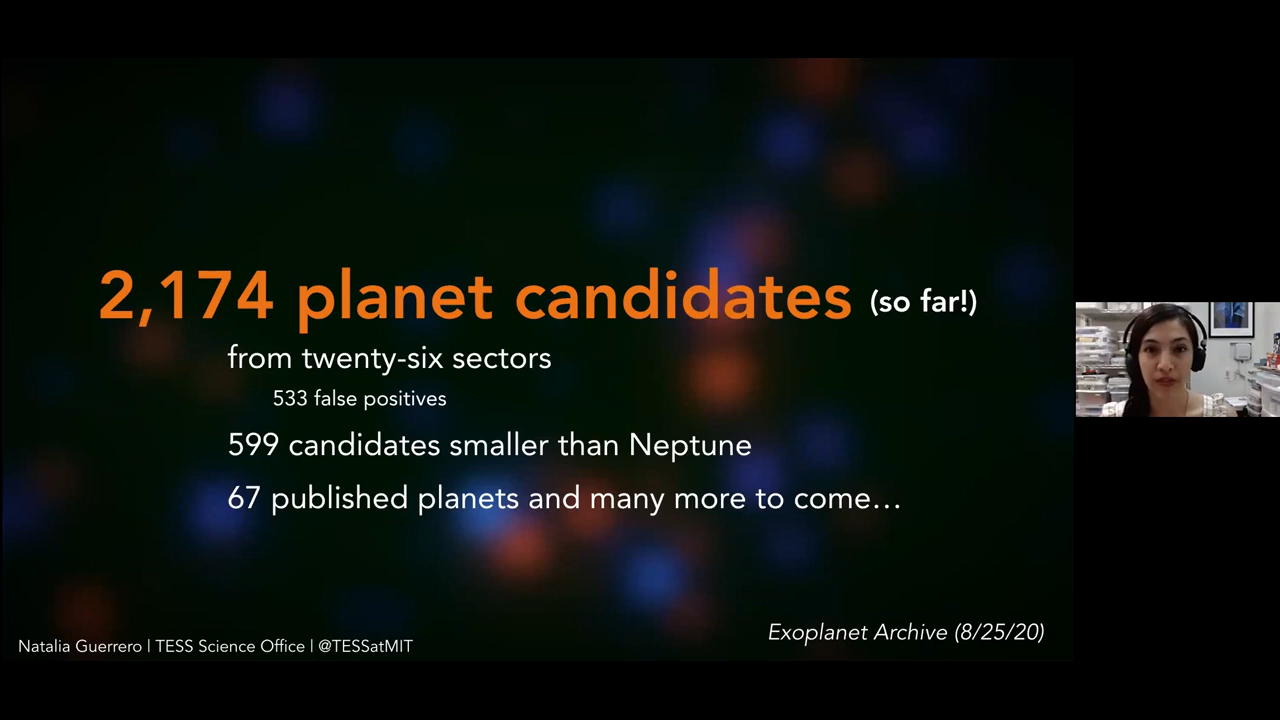 2,174 planet candidates (so far!)
from twenty-six sectors
533 false positives
599 candidates smaller than Neptune
67 published planets and many more to come…
Exoplanet Archive (8/25/20)
Natalia Guerrero | TESS Science Office | @TESSatMIT